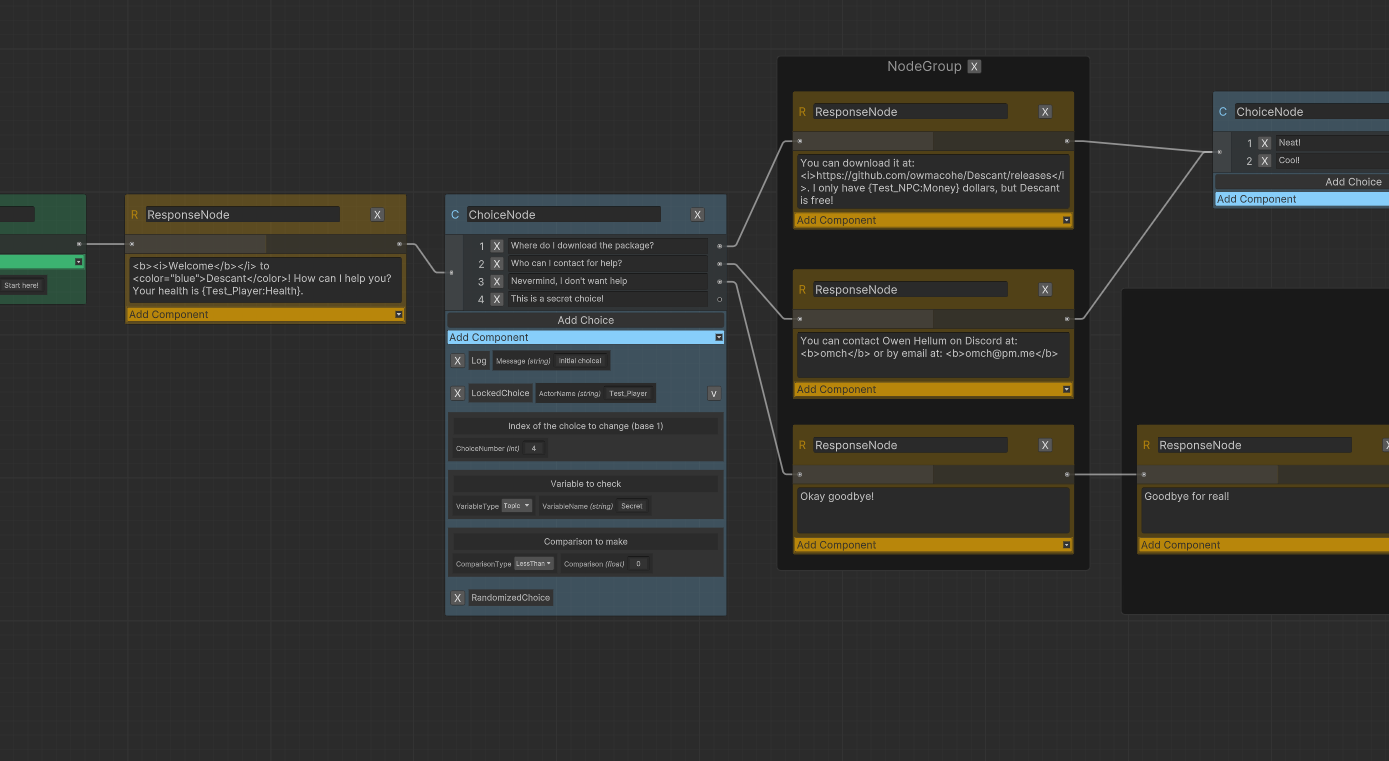 Start here!
R ResponseNode X
<b><i>Welcome</b></i> to
<color="blue">Descant</color>! How can I help you?
Your health is {Test_Player:Health}.
Add Component
C ChoiceNode X
1 X Where do I download the package?
2 X Who can I contact for help?
3 X Nevermind, I don't want help
4 X This is a secret choice!
Add Choice
Add Component
X Log Message (string) Initial choice!
X LockedChoice ActorName (string) Test_Player v
Index of the choice to change (base 1)
ChoiceNumber (int) 4
Variable to check
VariableType Topic VariableName (string) Secret
Comparison to make
ComparisonType LessThan Comparison (float) 0
X RandomizedChoice
NodeGroup X
R ResponseNode X
You can download it at:
<i>https://github.com/owmacohe/Descant/releases</i
>. I only have {Test_NPC:Money} dollars, but Descant
is free!
Add Component
R ResponseNode X
You can contact Owen Hellum on Discord at:
<b>omch</b> or by email at: <b>omch@pm.me</b>
Add Component
R ResponseNode X
Okay goodbye!
Add Component
C ChoiceNode
1 X Neat!
2 X Cool!
Add Choice
Add Component
R ResponseNode X
Goodbye for real!
Add Component